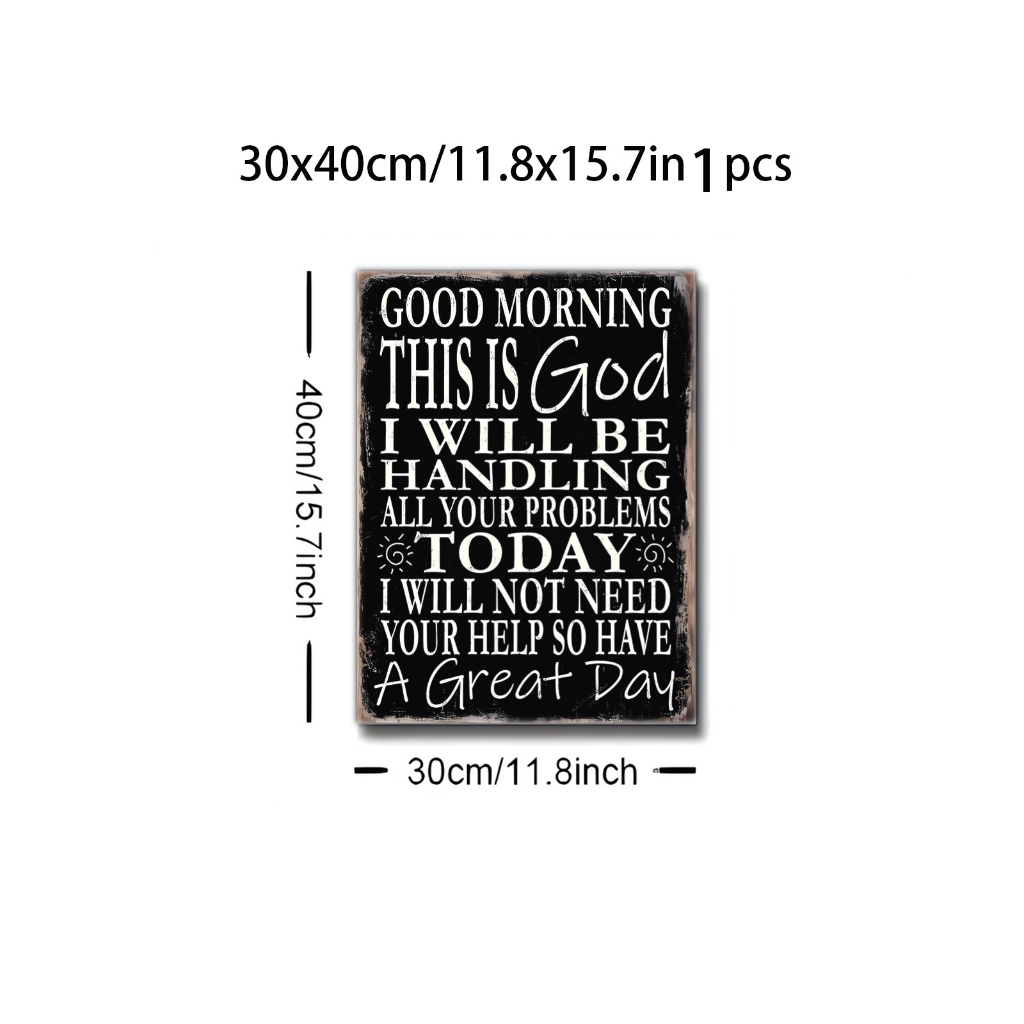 30x40cm/11.8x15.7in 1 pcs
GOOD MORNING
THIS IS God
I WILL BE
HANDLING
ALL YOUR PROBLEMS
TODAY
I WILL NOT NEED
YOUR HELP SO HAVE
A Great Day
40cm/15.7inch
30cm/11.8inch